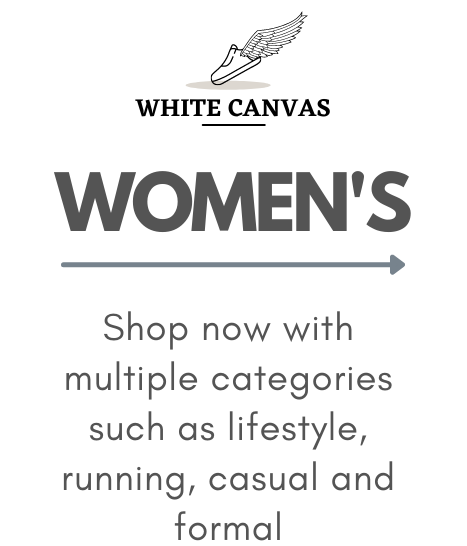 WHITE CANVAS
WOMEN'S
Shop now with
multiple categories
such as lifestyle,
running, casual and
formal